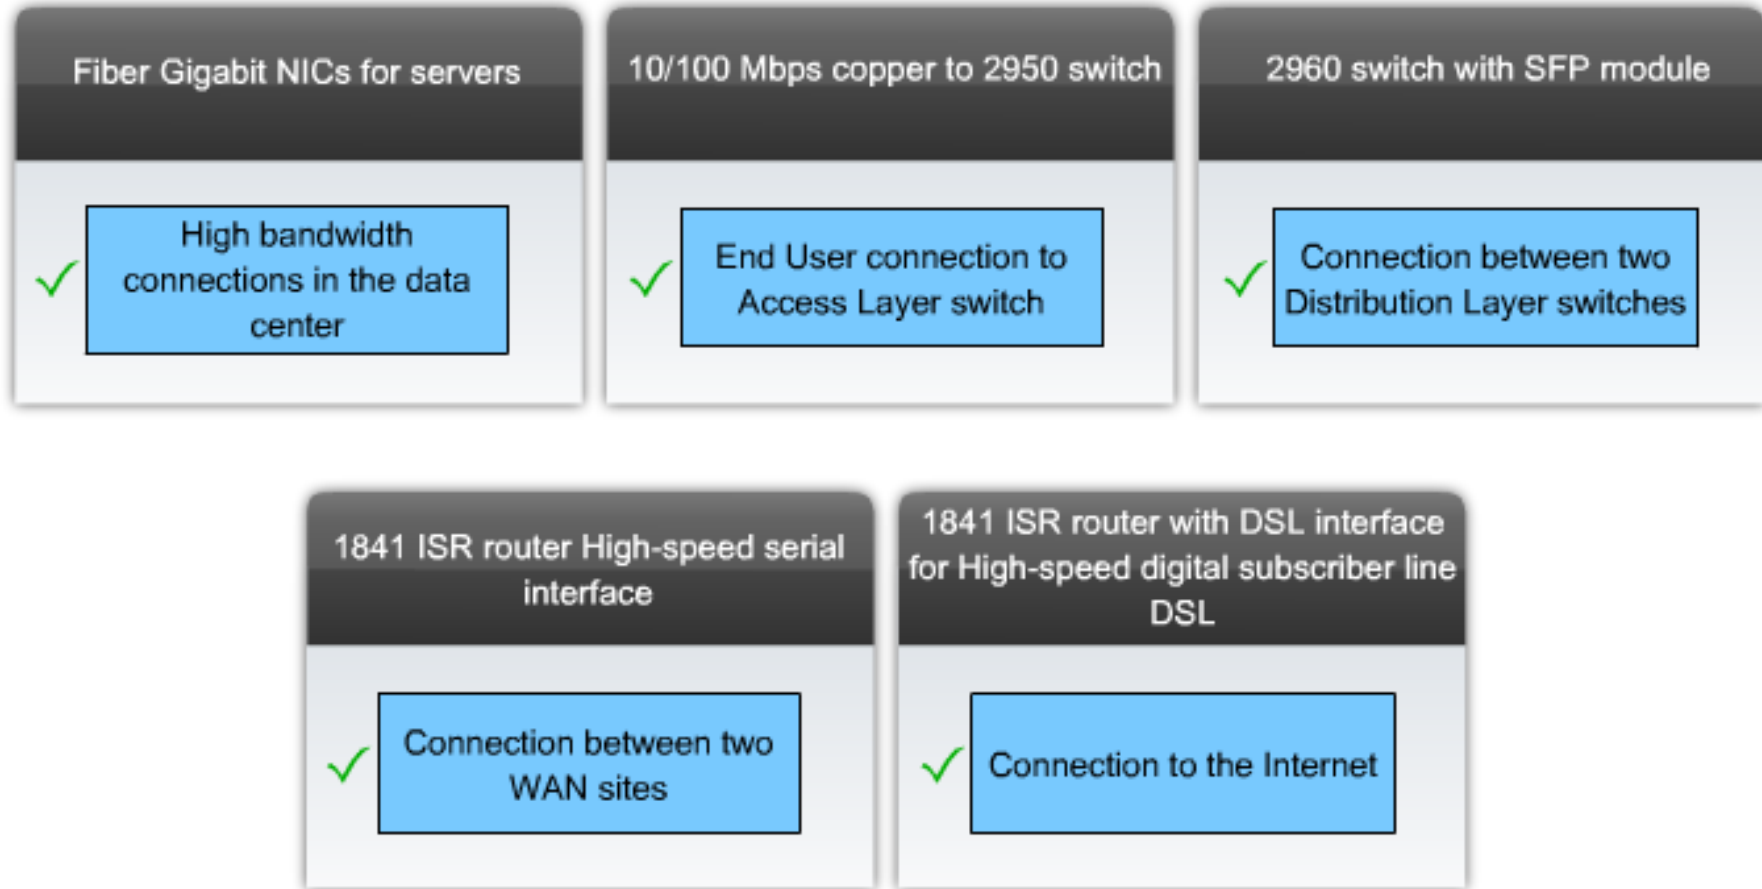 Fiber Gigabit NICs for servers
High bandwidth
connections in the data
center
10/100 Mbps copper to 2950 switch
End User connection to
Access Layer switch
2960 switch with SFP module
Connection between two
Distribution Layer switches
1841 ISR router High-speed serial
interface
Connection between two
WAN sites
1841 ISR router with DSL interface
for High-speed digital subscriber line
DSL
Connection to the Internet